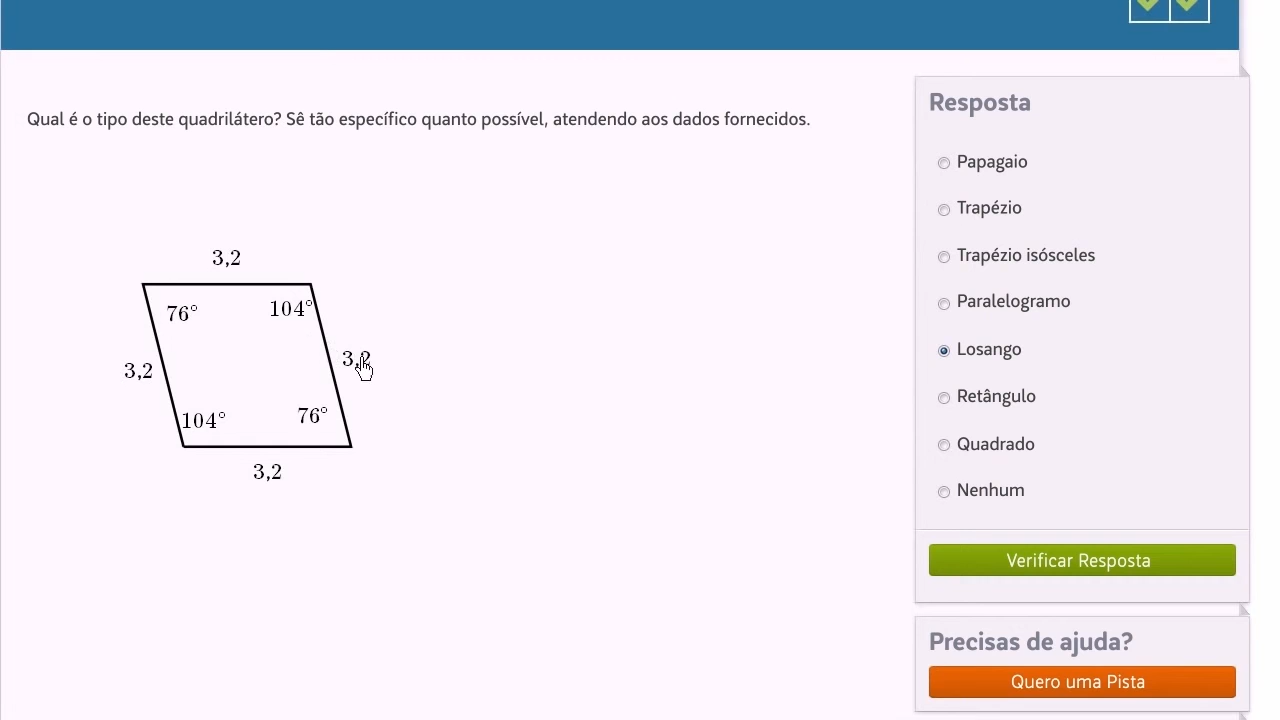 Qual é o tipo deste quadrilátero? Sê tão específico quanto possível, atendendo aos dados fornecidos.
3,2
76°
104°
3,2
3,2
104°
76°
3,2
Resposta
Papagaio
Trapézio
Trapézio isósceles
Paralelogramo
Losango
Retângulo
Quadrado
Nenhum
Verificar Resposta
Precisas de ajuda?
Quero uma Pista